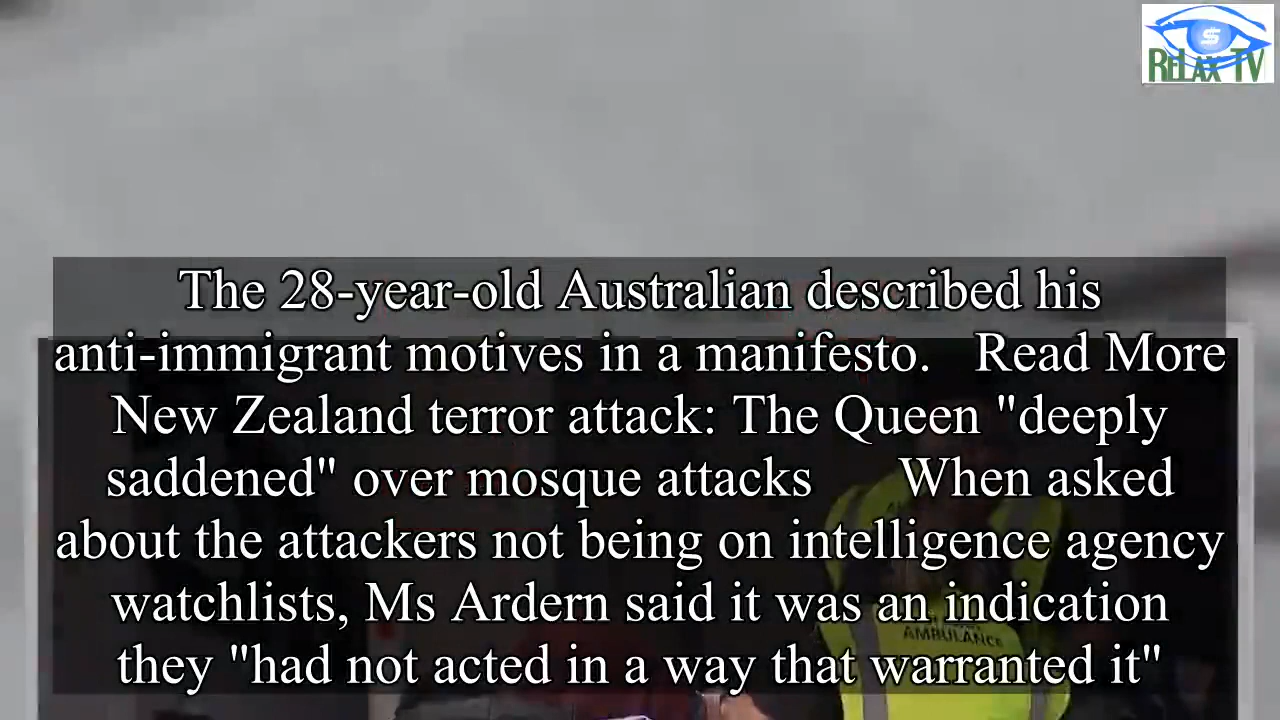 RELAX TV
The 28-year-old Australian described his
anti-immigrant motives in a manifesto. Read More
New Zealand terror attack: The Queen "deeply
saddened" over mosque attacks When asked
about the attackers not being on intelligence agency
watchlists, Ms Ardern said it was an indication
they "had not acted in a way that warranted it"
AMBULANCE